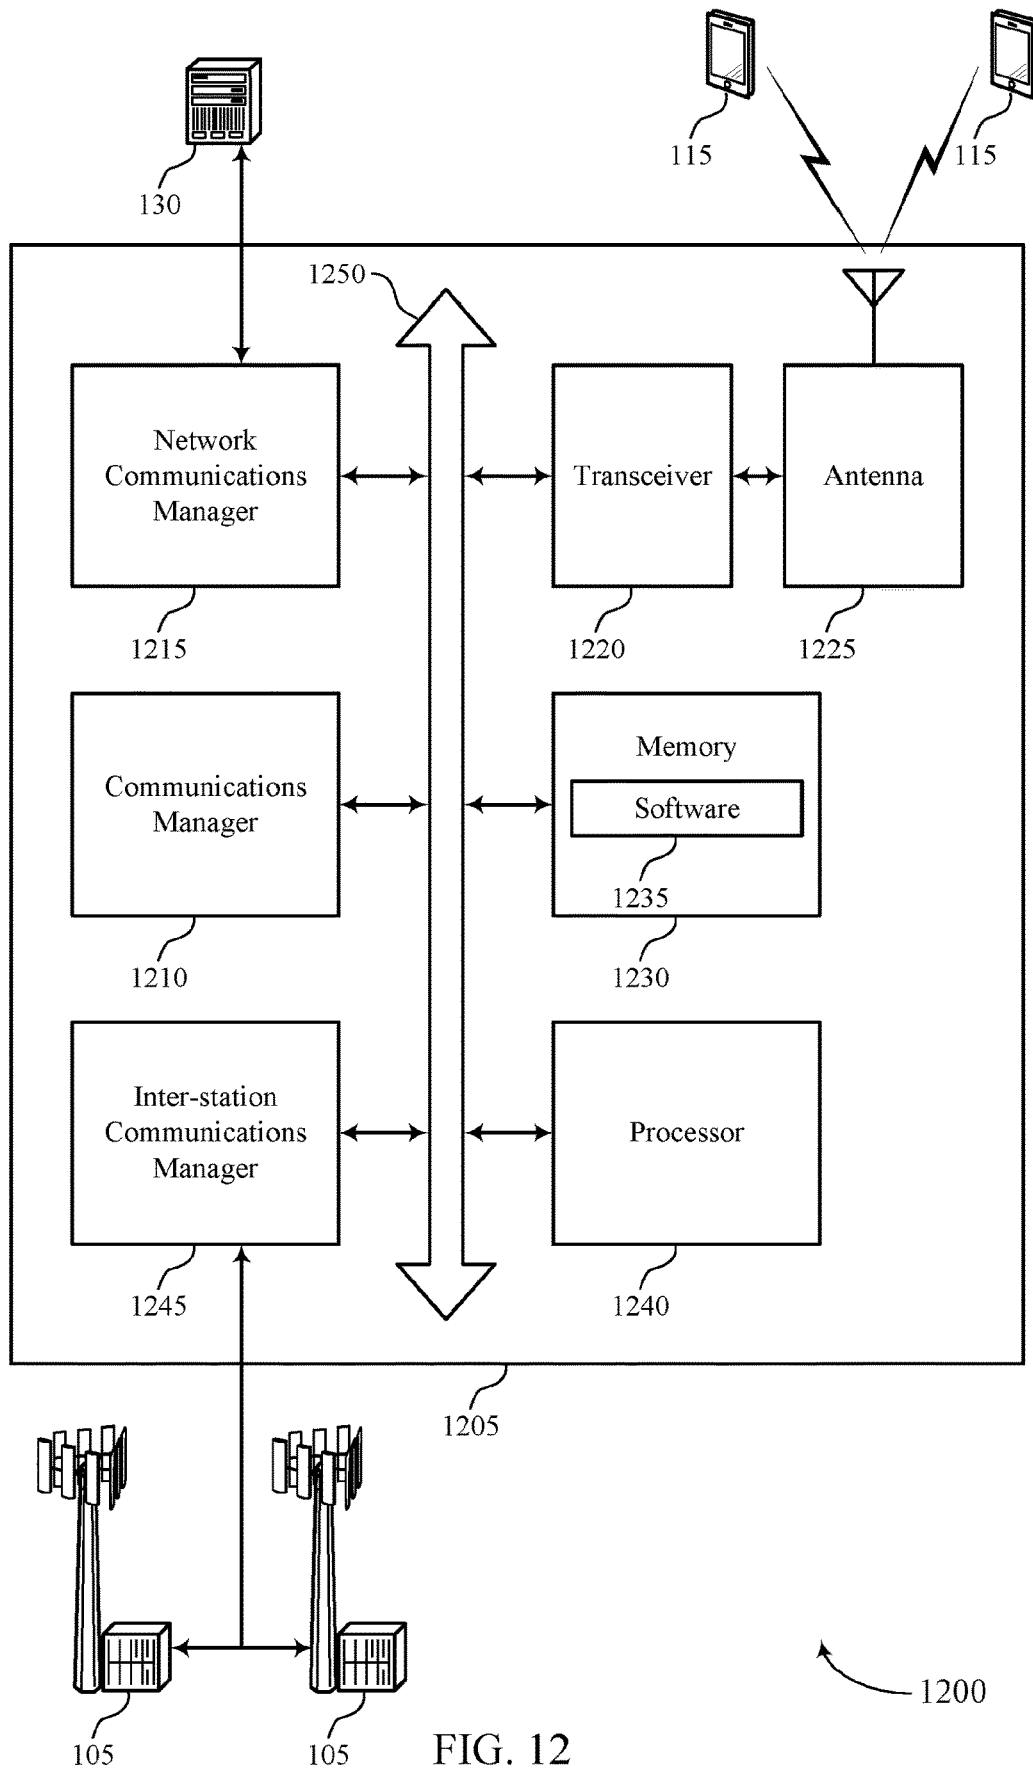 115
115
130
1250
Network
Communications
Manager
Transceiver
Antenna
1215
1220
1225
Communications
Manager
Memory
Software
1235
1210
1230
Inter-station
Communications
Manager
Processor
1245
1240
1205
1200
105
105
FIG. 12